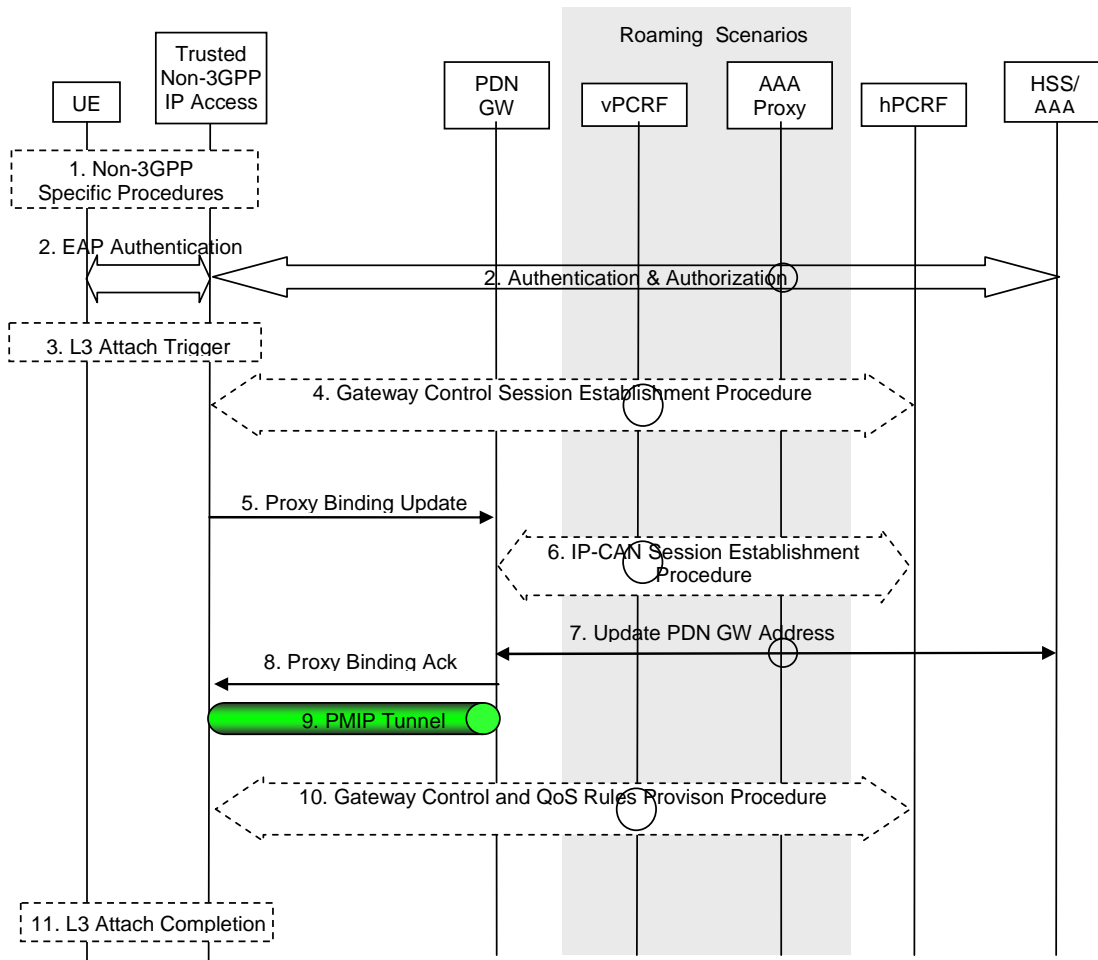 Roaming Scenarios
UE
Trusted
Non-3GPP
IP Access
PDN
GW
vPCRF
AAA
Proxy
hPCRF
HSS/
AAA
1. Non-3GPP
Specific Procedures
2. EAP Authentication
2. Authentication & Authorization
3. L3 Attach Trigger
4. Gateway Control Session Establishment Procedure
5. Proxy Binding Update
6. IP-CAN Session Establishment
Procedure
7. Update PDN GW Address
8. Proxy Binding Ack
9. PMIP Tunnel
10. Gateway Control and QoS Rules Provison Procedure
11. L3 Attach Completion